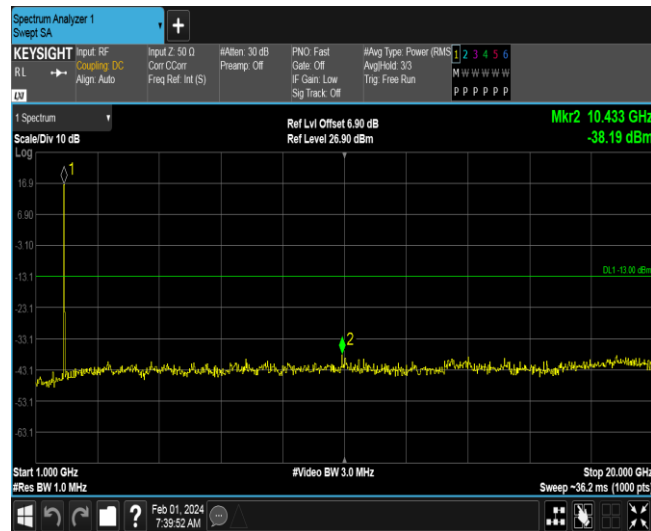 Spectrum Analyzer 1
Swept SA
+
KEYSIGHT
RL
LXI
Input: RF
Coupling: DC
Align: Auto
Input Z: 50 Ω
Corr CCorr
Freq Ref: Int (S)
#Atten: 30 dB
Preamp: Off
PNO: Fast
Gate: Off
IF Gain: Low
Sig Track: Off
#Avg Type: Power (RMS
Avg|Hold: 3/3
Trig: Free Run
1 2 3 4 5 6
M W W W W W
P P P P P P
1 Spectrum
Scale/Div 10 dB
Log
Ref Lvl Offset 6.90 dB
Ref Level 26.90 dBm
Mkr2 10.433 GHz
-38.19 dBm
1
16.9
6.90
-3.10
-13.1
DL1 -13.00 dBm
-23.1
-33.1
2
-43.1
-53.1
-63.1
Start 1.000 GHz
#Video BW 3.0 MHz
Stop 20.000 GHz
#Res BW 1.0 MHz
Sweep ~36.2 ms (1000 pts)
?
Feb 01, 2024
7:39:52 AM